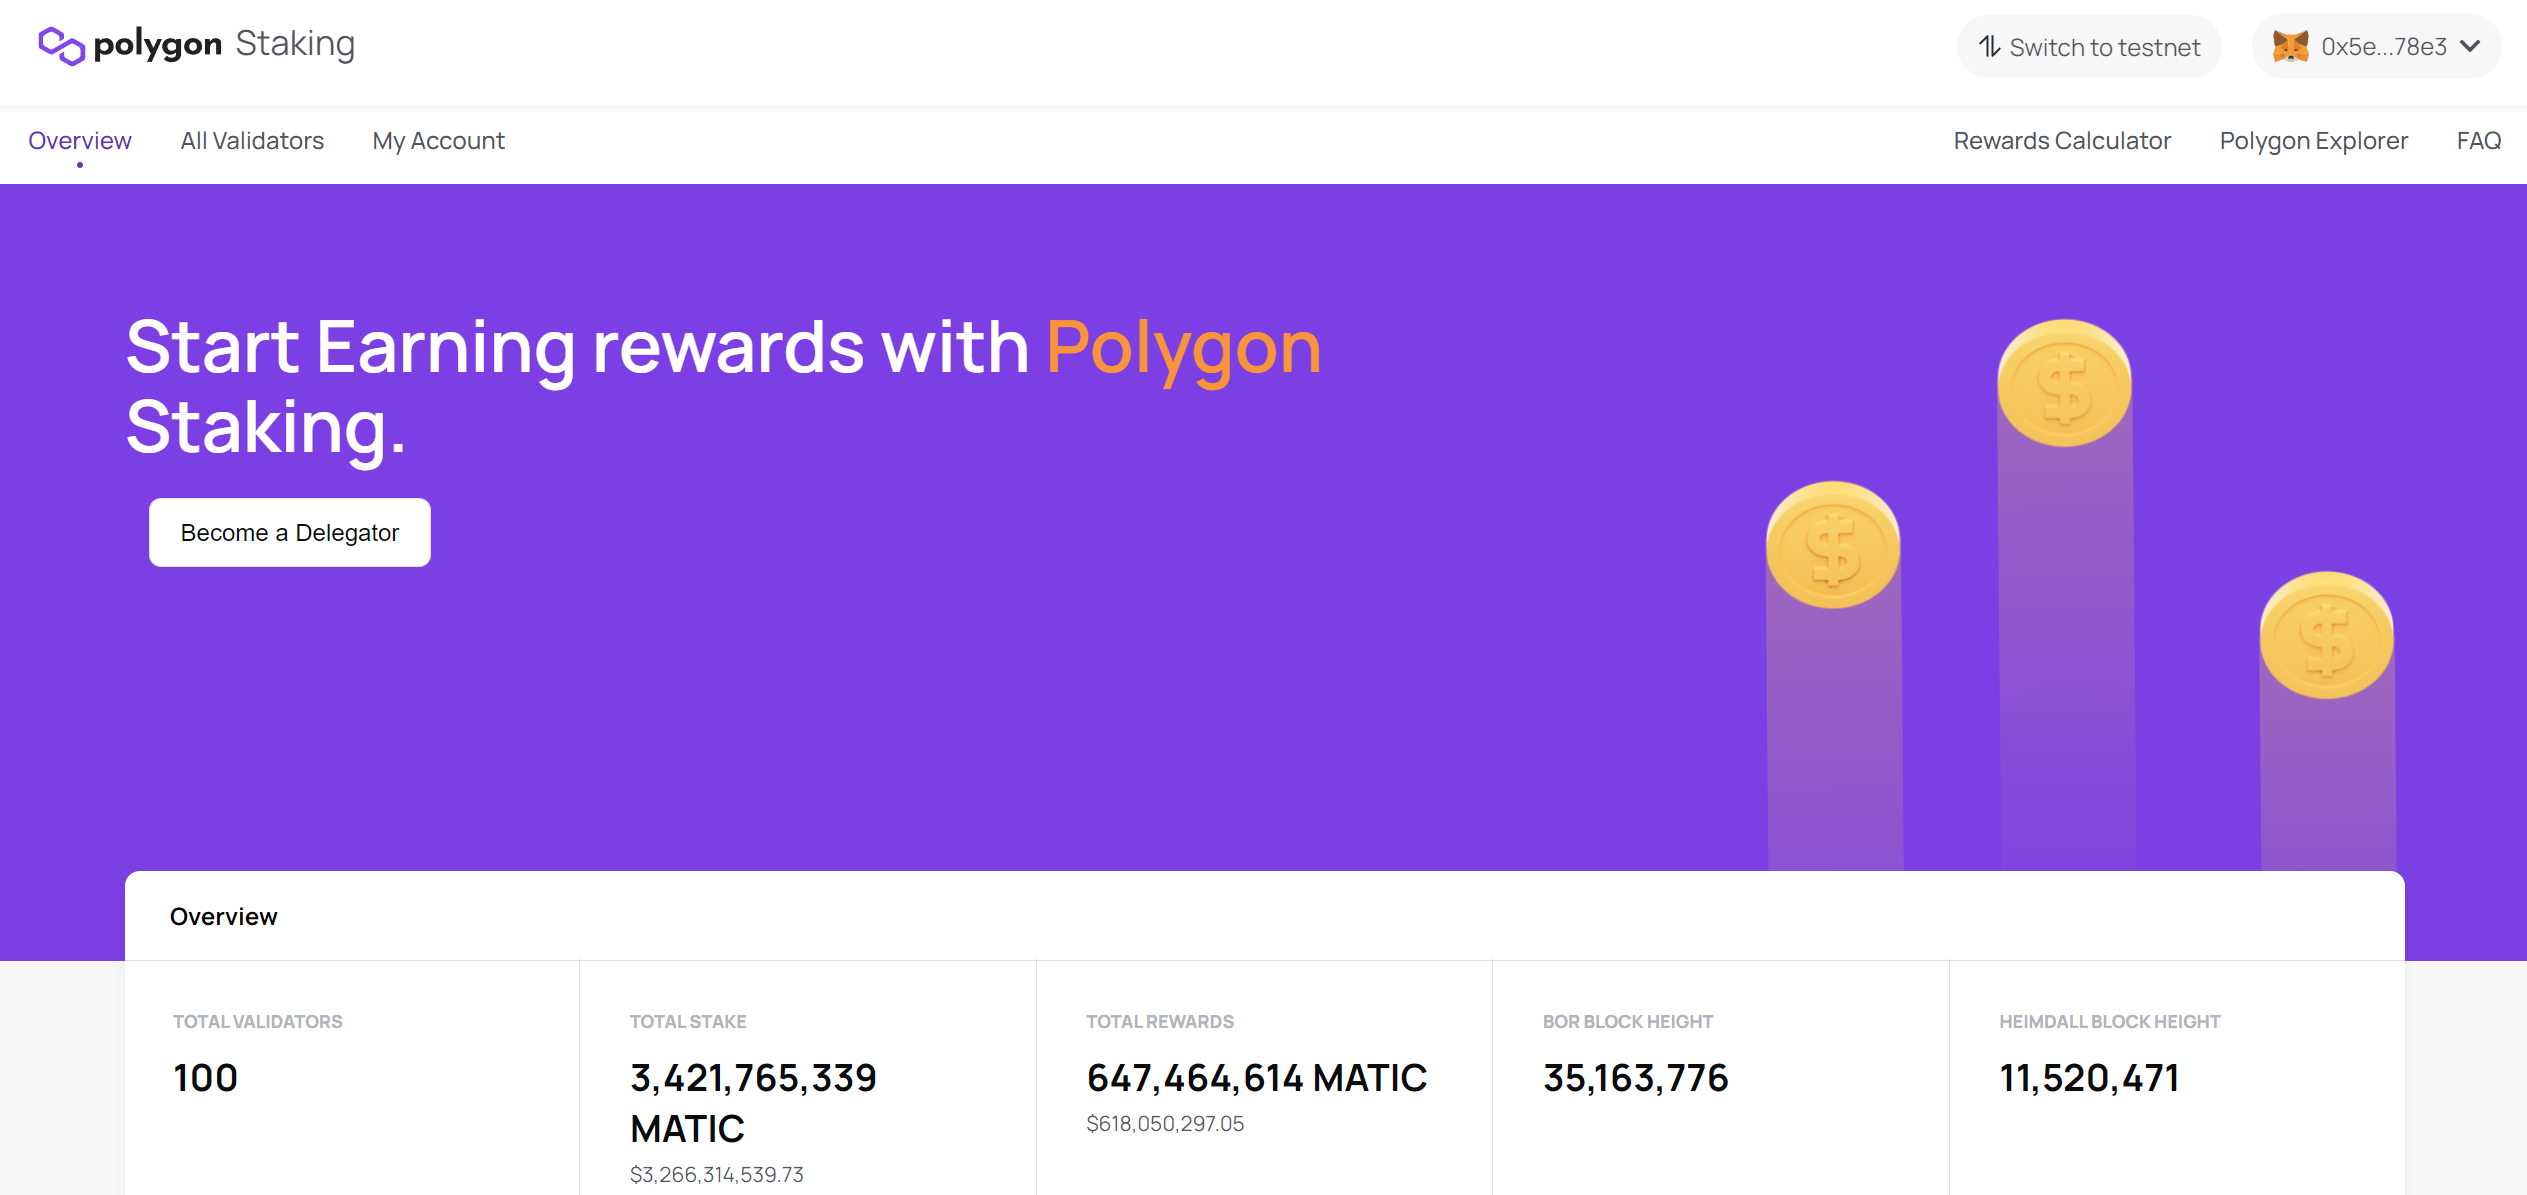 polygon Staking
Switch to testnet
0x5e...78e3
Overview
All Validators
My Account
Rewards Calculator
Polygon Explorer
FAQ
Start Earning rewards with Polygon
Staking.
Become a Delegator
$
$
$
Overview
TOTAL VALIDATORS
100
TOTAL STAKE
3,421,765,339
MATIC
$3,266,314,539.73
TOTAL REWARDS
647,464,614 MATIC
$618,050,297.05
BOR BLOCK HEIGHT
35,163,776
HEIMDALL BLOCK HEIGHT
11,520,471